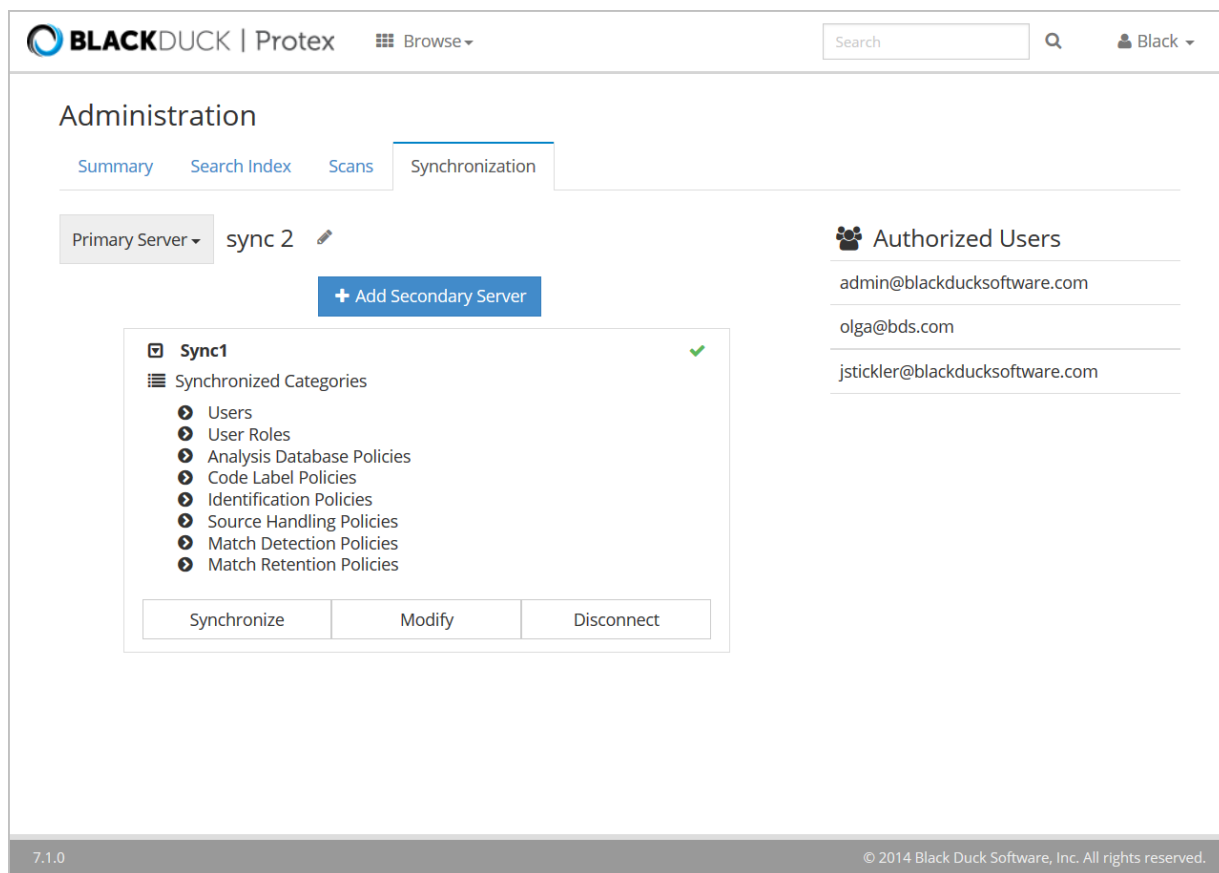 BLACKDUCK | Protex Browse Search Black
Administration
Summary Search Index Scans Synchronization
Primary Server sync 2
Add Secondary Server
Sync1
Synchronized Categories
Users
User Roles
Analysis Database Policies
Code Label Policies
Identification Policies
Source Handling Policies
Match Detection Policies
Match Retention Policies
Synchronize Modify Disconnect
Authorized Users
admin@blackducksoftware.com
olga@bds.com
jstickler@blackducksoftware.com
7.1.0 © 2014 Black Duck Software, Inc. All rights reserved.